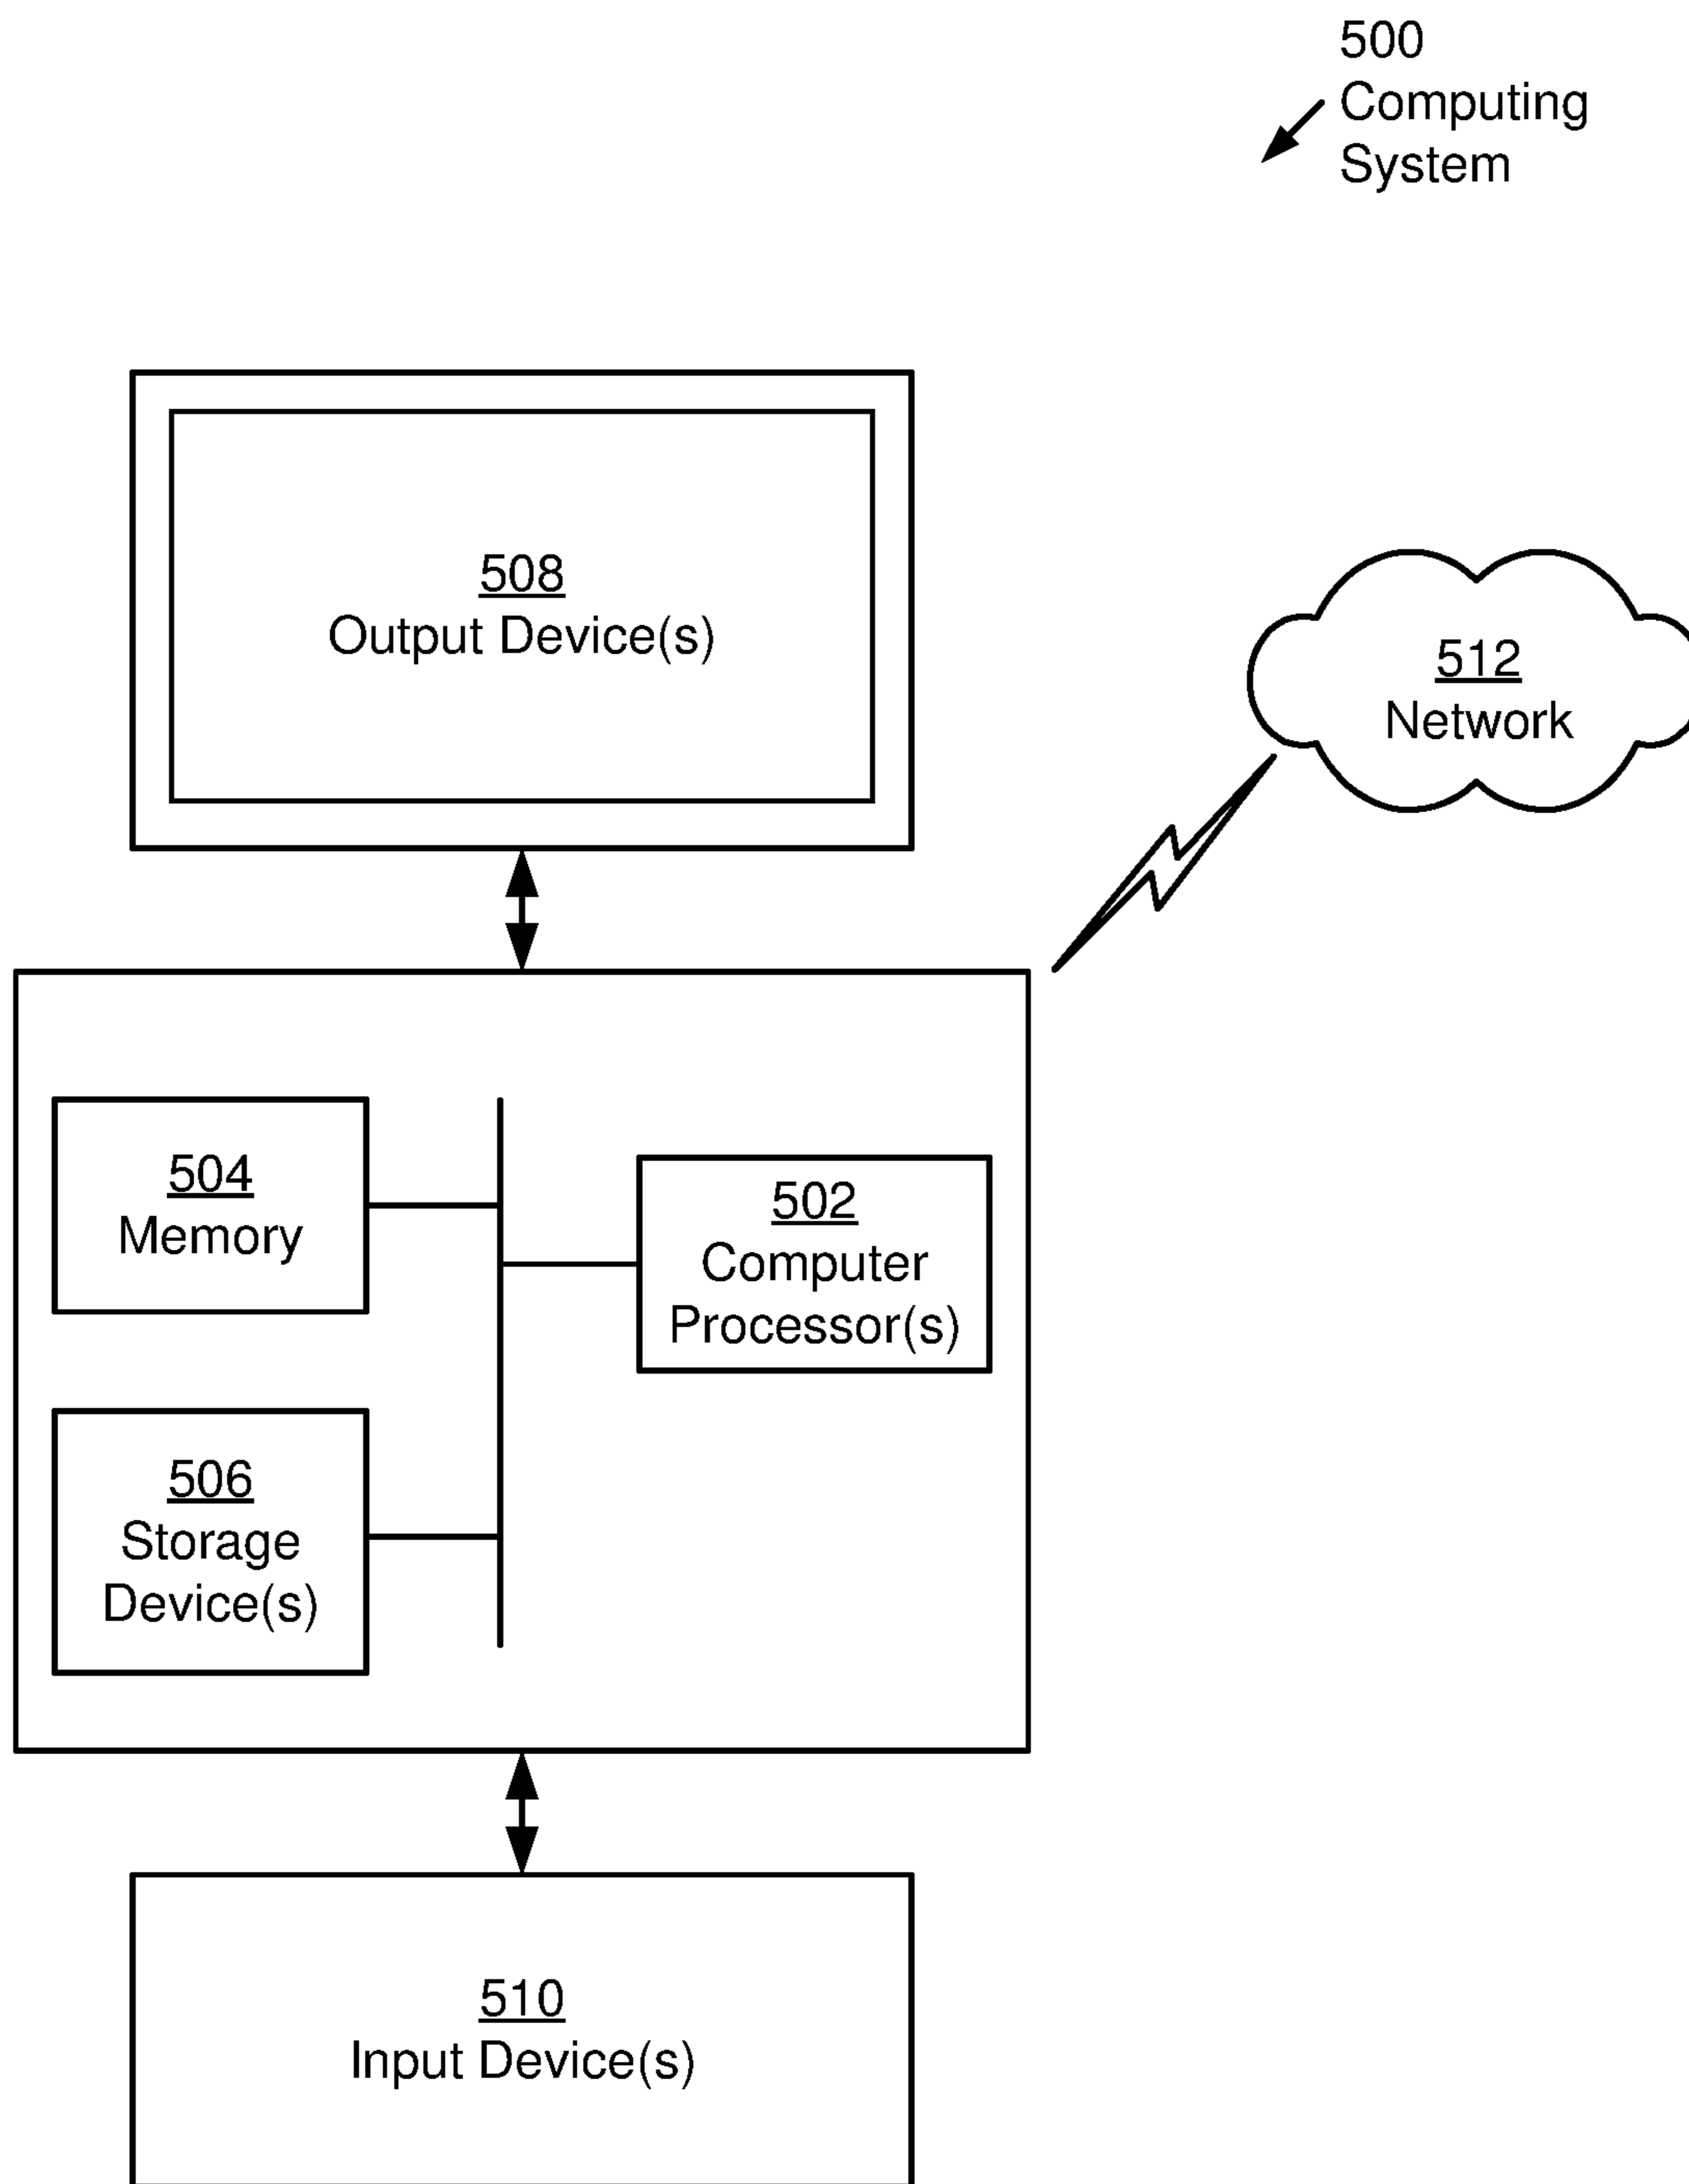 500
Computing
System
508
Output Device(s)
512
Network
504
Memory
502
Computer
Processor(s)
506
Storage
Device(s)
510
Input Device(s)